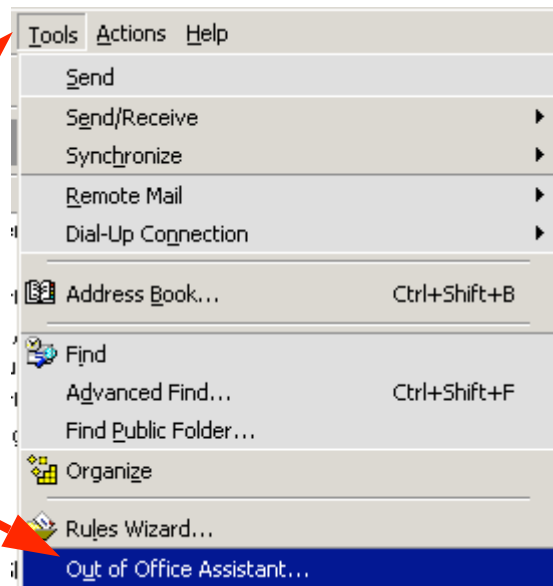 Tools Actions Help
Send
Send/Receive
Synchronize
Remote Mail
Dial-Up Connection
Address Book... Ctrl+Shift+B
Find
Advanced Find... Ctrl+Shift+F
Find Public Folder...
Organize
Rules Wizard...
Out of Office Assistant...